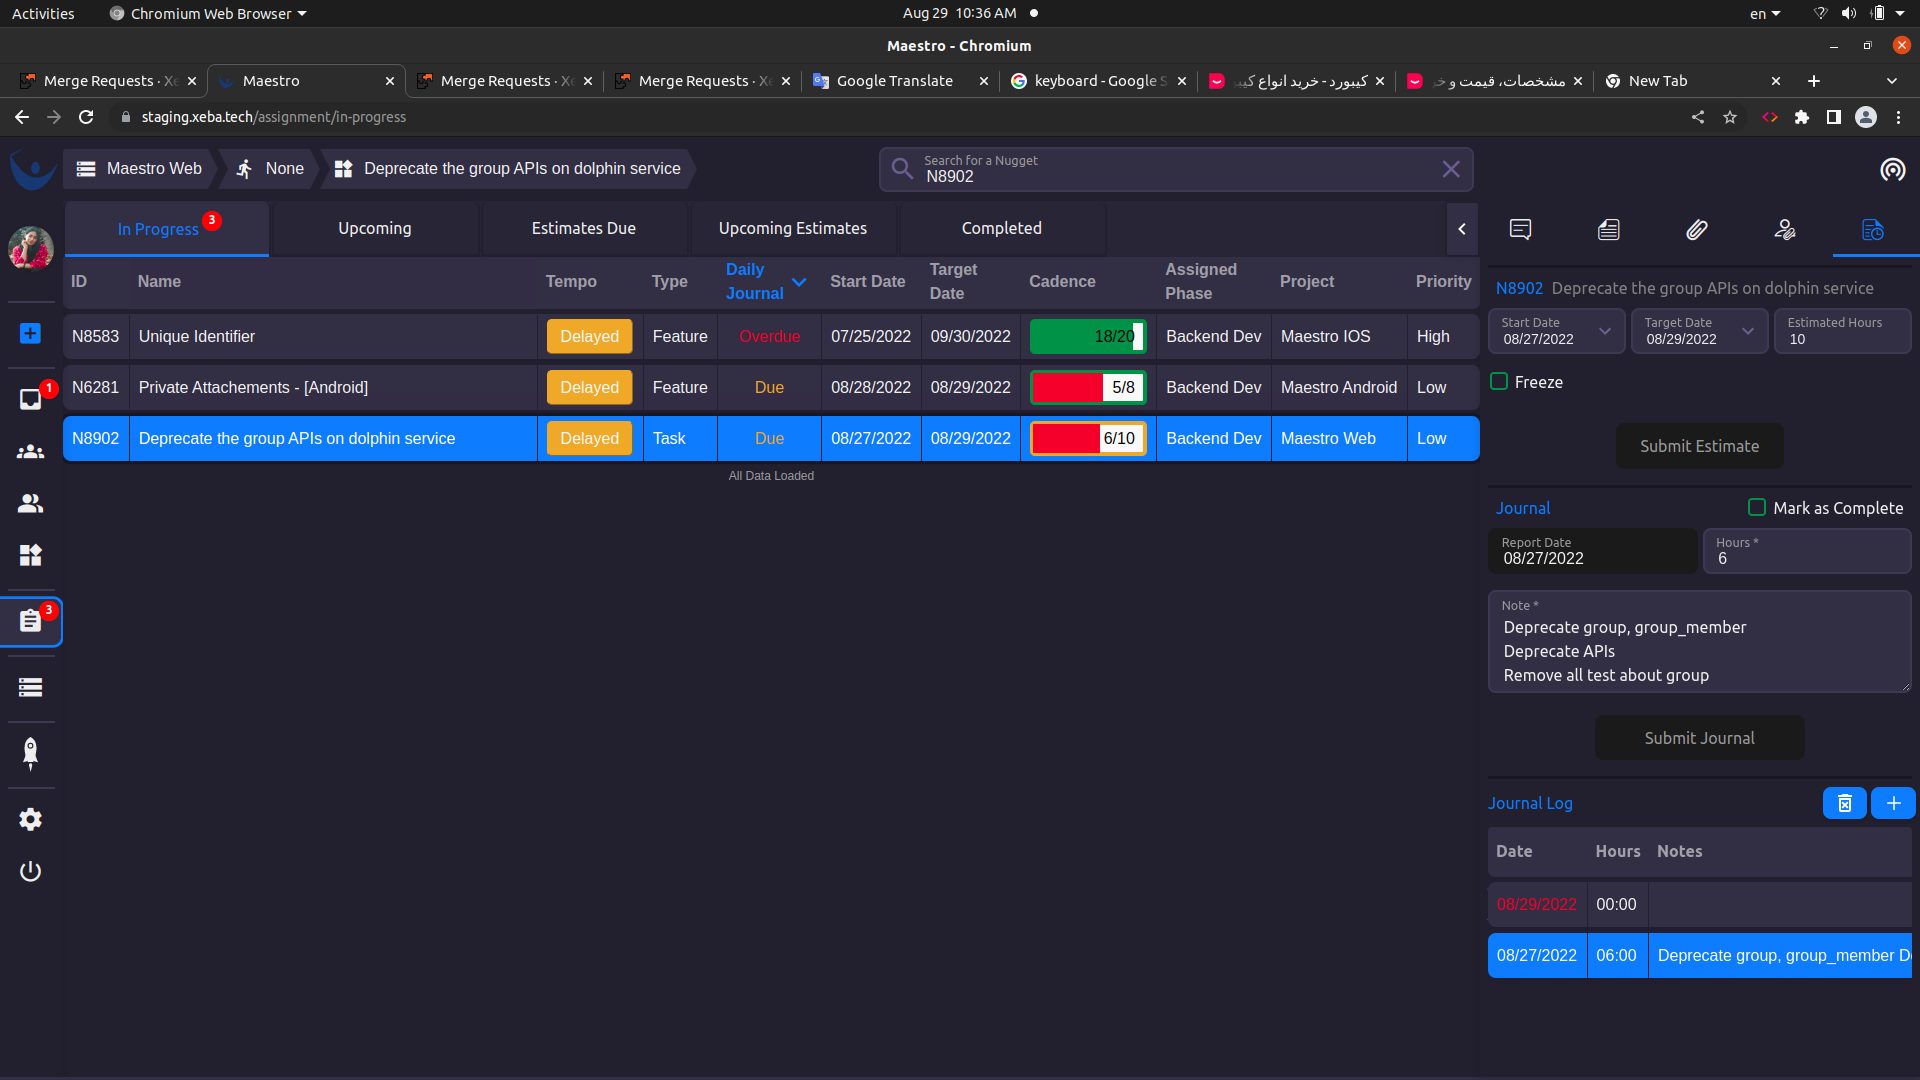 Activities
Chromium Web Browser
Aug 29 10:36 AM
en
Maestro - Chromium
Merge Requests · Xe
Maestro
Merge Requests · Xe
Merge Requests · Xe
Google Translate
keyboard - Google S
کیبورد - خرید انواع کیبو
مشخصات، قیمت و خر
New Tab
staging.xeba.tech/assignment/in-progress
Maestro Web
None
Deprecate the group APIs on dolphin service
Search for a Nugget
N8902
In Progress
3
Upcoming
Estimates Due
Upcoming Estimates
Completed
ID
Name
Tempo
Type
Daily Journal
Start Date
Target Date
Cadence
Assigned Phase
Project
Priority
N8583 Unique Identifier Delayed Feature Overdue 07/25/2022 09/30/2022 18/20 Backend Dev Maestro IOS High
N6281 Private Attachements - [Android] Delayed Feature Due 08/28/2022 08/29/2022 5/8 Backend Dev Maestro Android Low
N8902 Deprecate the group APIs on dolphin service Delayed Task Due 08/27/2022 08/29/2022 6/10 Backend Dev Maestro Web Low
All Data Loaded
1
3
N8902 Deprecate the group APIs on dolphin service
Start Date
08/27/2022
Target Date
08/29/2022
Estimated Hours
10
Freeze
Submit Estimate
Journal
Mark as Complete
Report Date
08/27/2022
Hours *
6
Note *
Deprecate group, group_member
Deprecate APIs
Remove all test about group
Submit Journal
Journal Log
Date Hours Notes
08/29/2022 00:00
08/27/2022 06:00 Deprecate group, group_member D